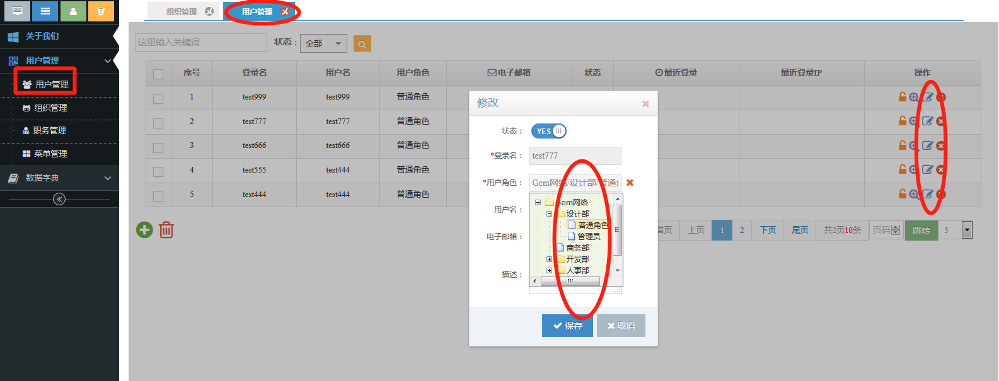 组织管理
用户管理
关于我们
用户管理
用户管理
组织管理
职务管理
菜单管理
数据字典
这里输入关键词
状态：
全部
序号 登录名 用户名 用户角色 电子邮箱 状态 最近登录 最近登录IP 操作
1 test999 test999 普通角色
2 test777 test777 普通角色
3 test666 test666 普通角色
4 test555 test444 普通角色
5 test444 test444 普通角色
首页 上页 1 2 下页 尾页 共2页10条 页码 跳转 5
修改
状态： YES
*登录名： test777
*用户角色： Gem网络/设计部/普通角
用户名：
电子邮箱：
描述：
Gem网络
设计部
普通角色
管理员
商务部
开发部
人事部
保存 取消